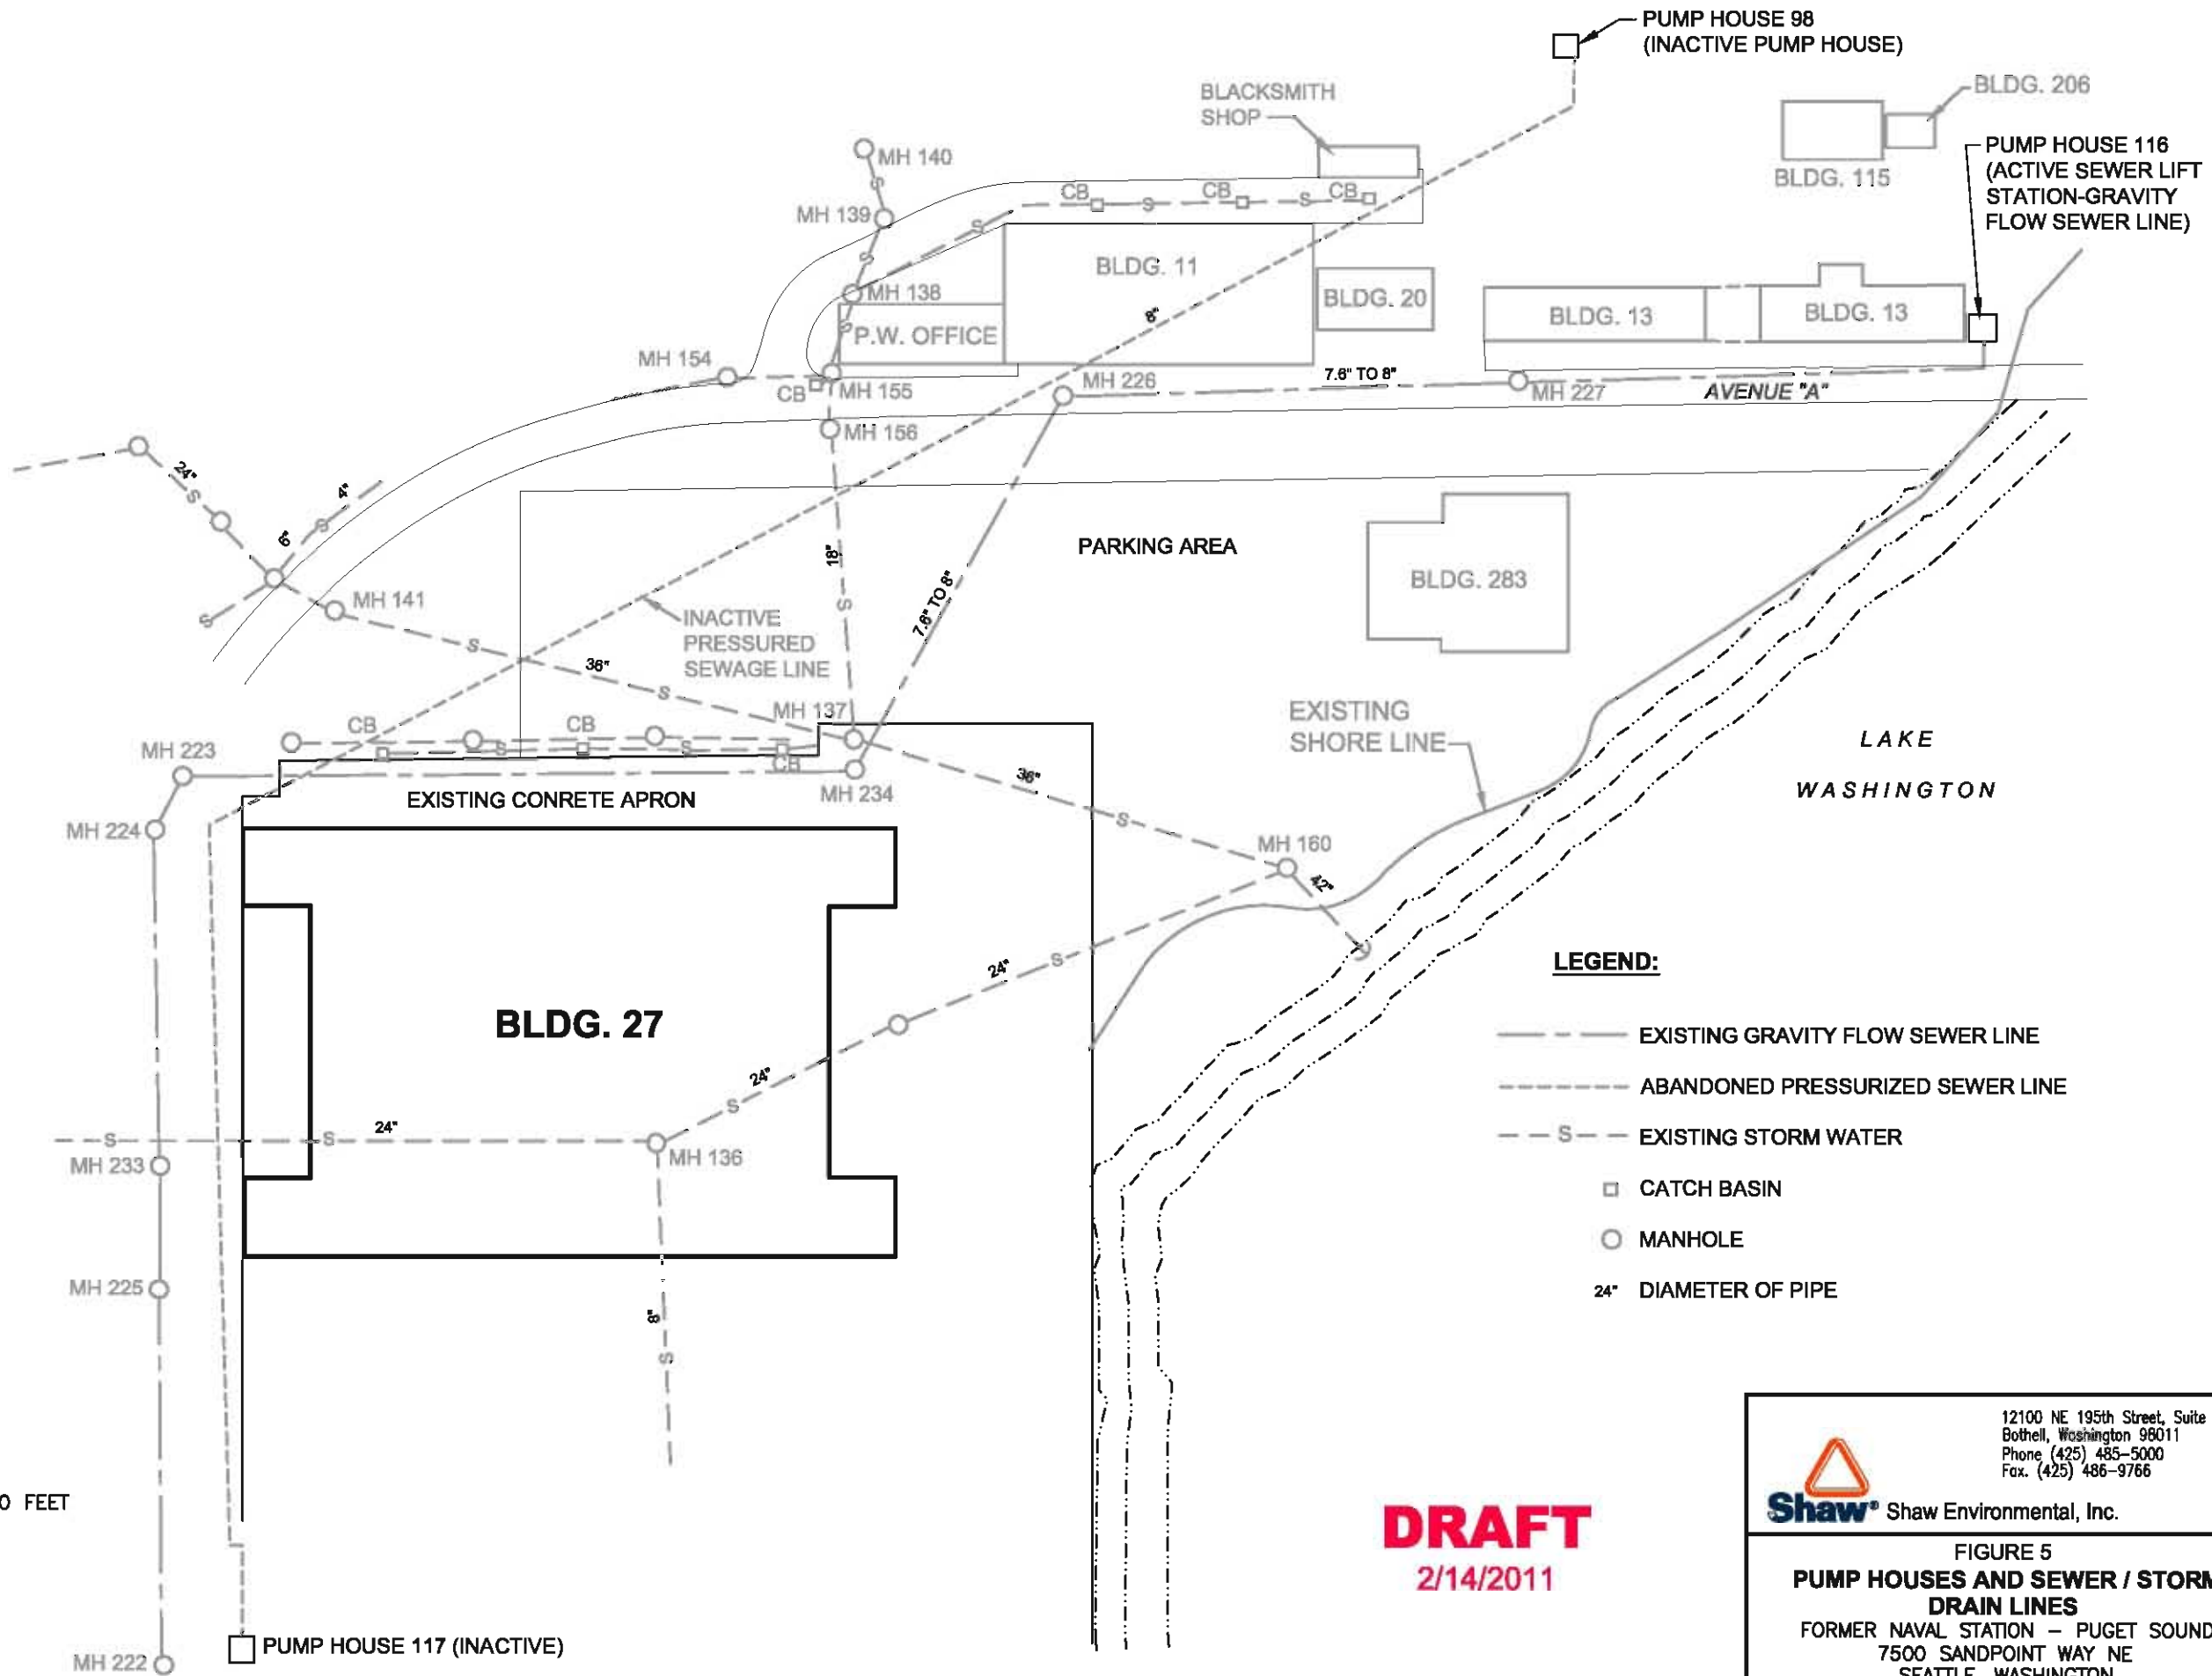 PUMP HOUSE 98
(INACTIVE PUMP HOUSE)
BLACKSMITH
SHOP
BLDG. 206
PUMP HOUSE 116
(ACTIVE SEWER LIFT
STATION-GRAVITY
FLOW SEWER LINE)
BLDG. 115
MH 140
MH 139
CB
S
CB
S
CB
S
S
S
MH 138
S
BLDG. 11
BLDG. 20
BLDG. 13
BLDG. 13
P.W. OFFICE
8"
MH 154
CB
MH 155
MH 226
7.6" TO 8"
MH 227
AVENUE "A"
MH 156
24"
S
4"
S
6"
S
MH 141
18"
S
PARKING AREA
7.6" TO 8"
BLDG. 283
INACTIVE
PRESSURED
SEWAGE LINE
S
36"
S
MH 137
CB
CB
S
S
CB
MH 223
EXISTING CONRETE APRON
MH 234
MH 224
EXISTING
SHORE LINE
LAKE
WASHINGTON
36"
S
MH 160
42"
24"
S
BLDG. 27
24"
S
S
S
24"
MH 136
MH 233
MH 225
8"
S
LEGEND:
EXISTING GRAVITY FLOW SEWER LINE
ABANDONED PRESSURIZED SEWER LINE
S EXISTING STORM WATER
CATCH BASIN
MANHOLE
24" DIAMETER OF PIPE
0 FEET
MH 222
PUMP HOUSE 117 (INACTIVE)
DRAFT
2/14/2011
12100 NE 195th Street, Suite
Bothell, Washington 98011
Phone (425) 485-5000
Fax. (425) 486-9766
Shaw® Shaw Environmental, Inc.
FIGURE 5
PUMP HOUSES AND SEWER / STORM
DRAIN LINES
FORMER NAVAL STATION - PUGET SOUND
7500 SANDPOINT WAY NE
SEATTLE, WASHINGTON